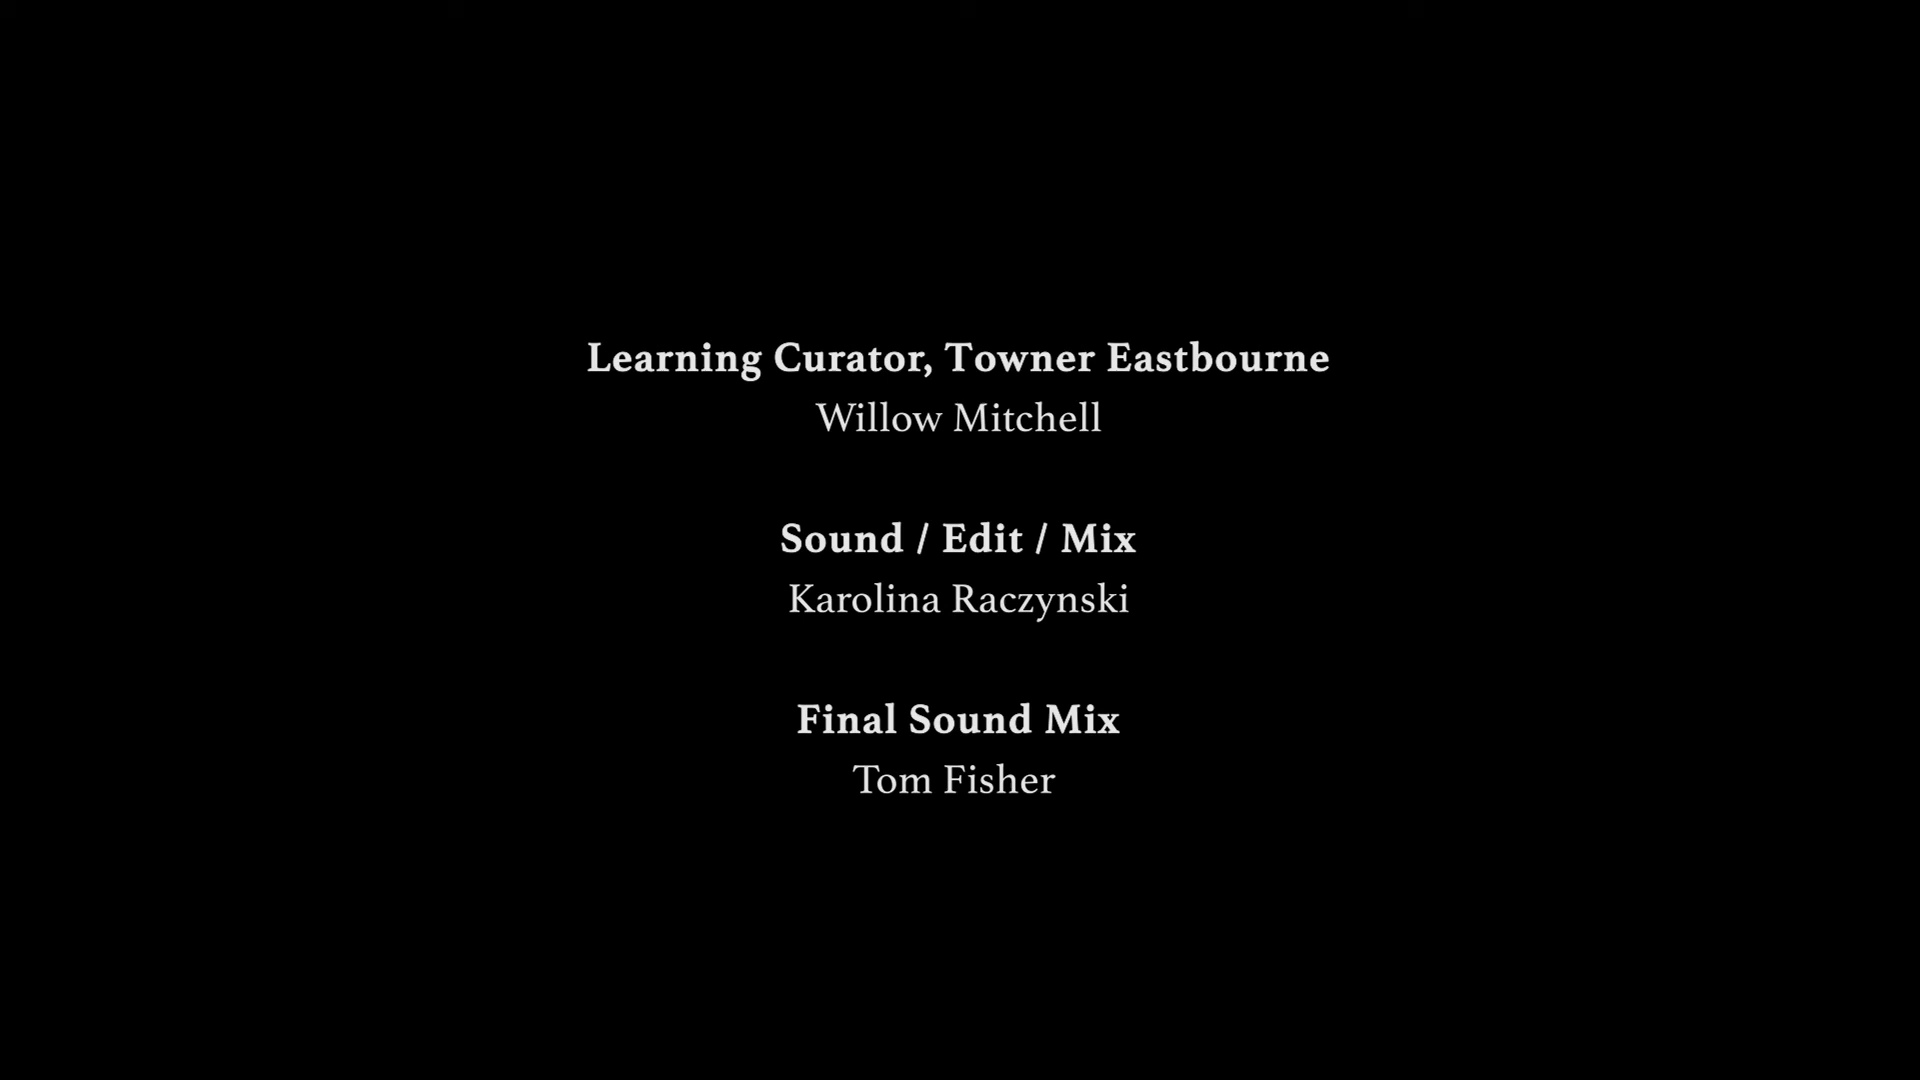 Learning Curator, Towner Eastbourne
Willow Mitchell
Sound / Edit / Mix
Karolina Raczynski
Final Sound Mix
Tom Fisher